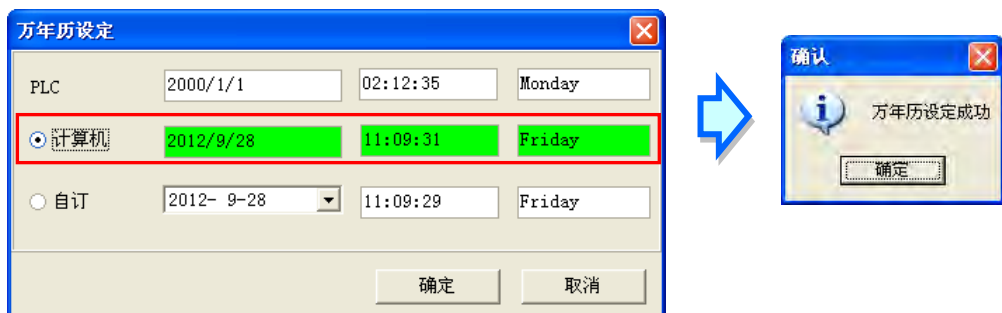 万年历设定
PLC 2000/1/1 02:12:35 Monday
计算机 2012/9/28 11:09:31 Friday
自订 2012- 9-28 11:09:29 Friday
确定 取消
确认
万年历设定成功
确定